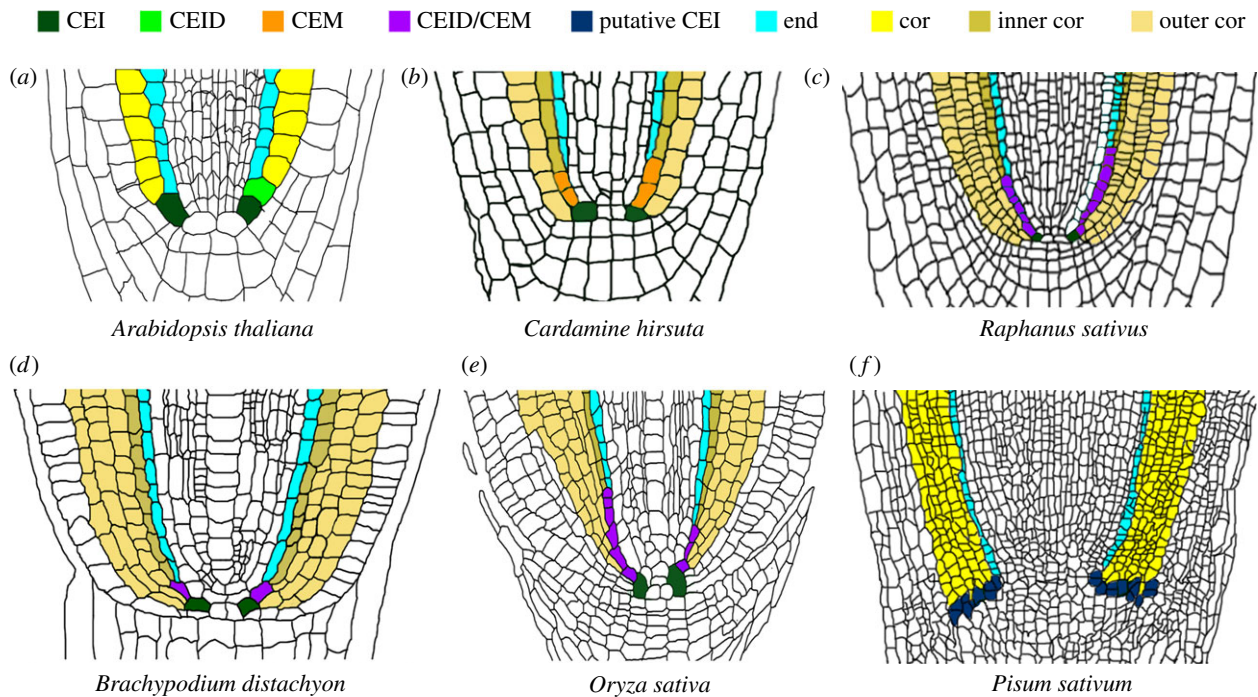 CEI CEID CEM CEID/CEM putative CEI end cor inner cor outer cor
(a) (b) (c)
Arabidopsis thaliana Cardamine hirsuta Raphanus sativus
(d) (e) (f)
Brachypodium distachyon Oryza sativa Pisum sativum